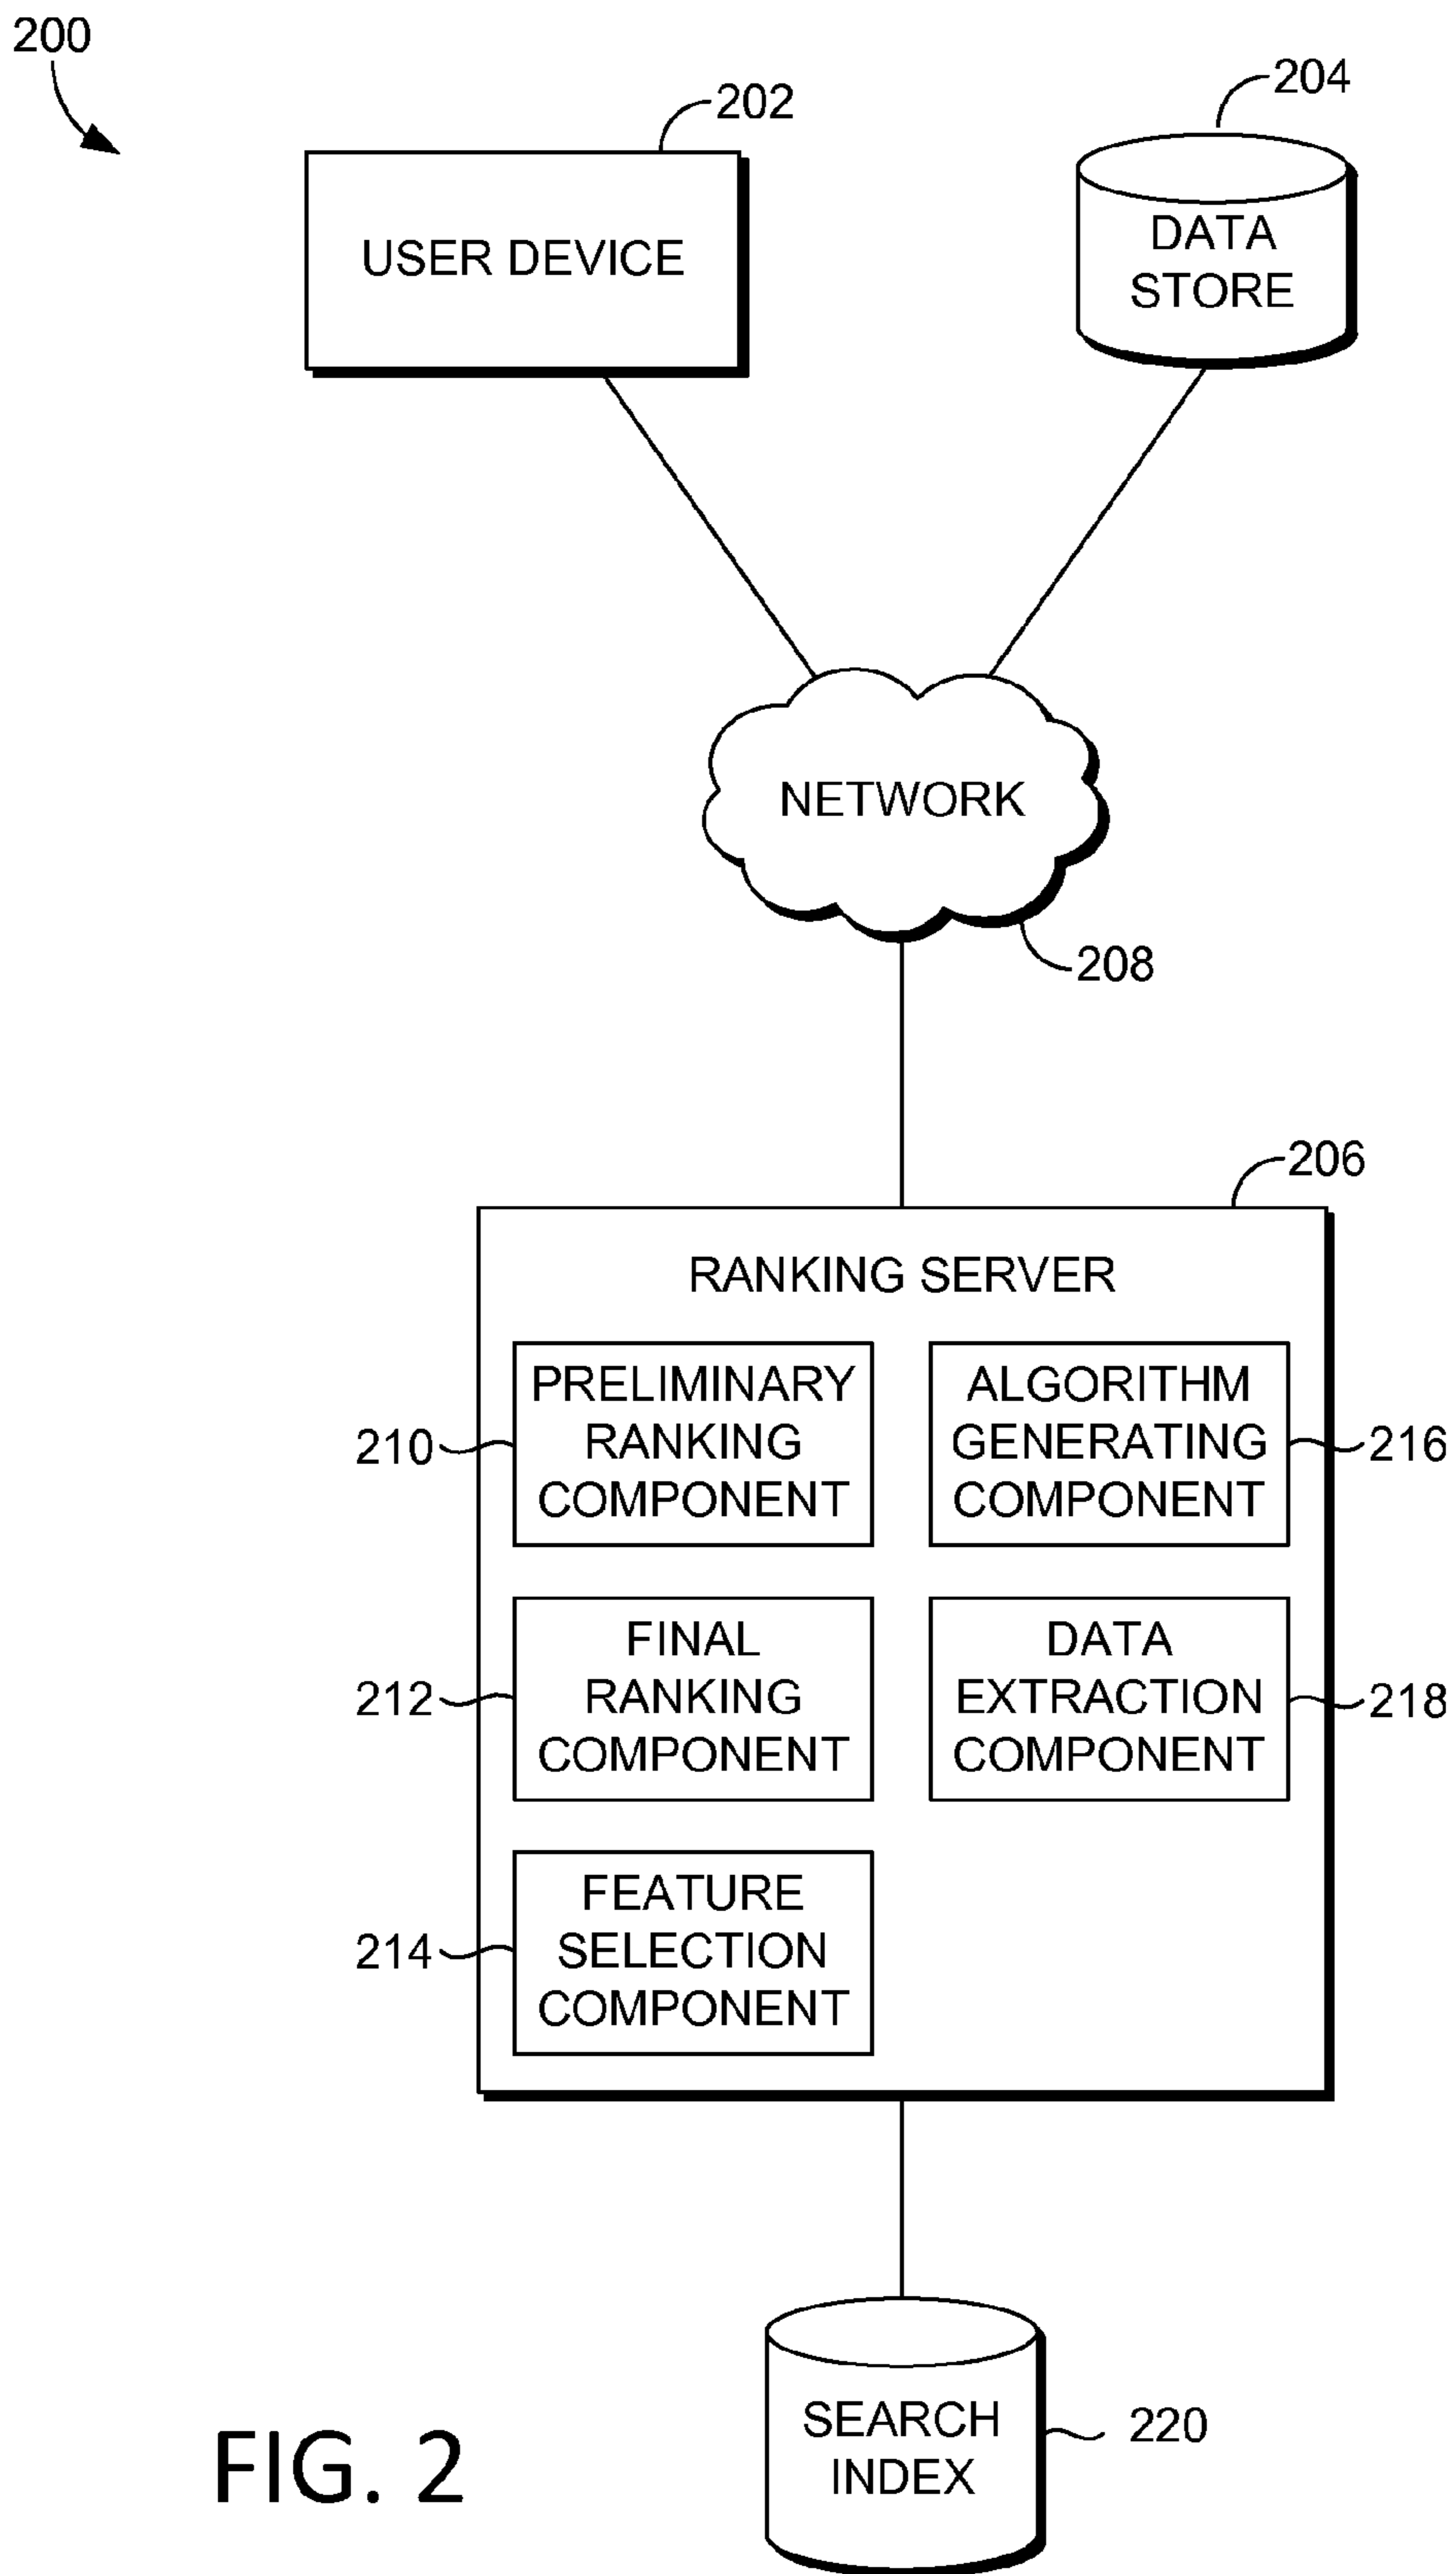 200
202
204
USER DEVICE
DATA
STORE
NETWORK
208
206
RANKING SERVER
PRELIMINARY
RANKING
COMPONENT
210
ALGORITHM
GENERATING
COMPONENT
216
FINAL
RANKING
COMPONENT
212
DATA
EXTRACTION
COMPONENT
218
FEATURE
SELECTION
COMPONENT
214
SEARCH
INDEX
220
FIG. 2